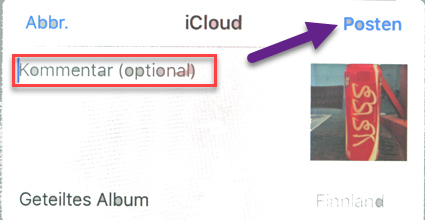 Abbr. iCloud Posten
Kommentar (optional)
Geteiltes Album Finnland